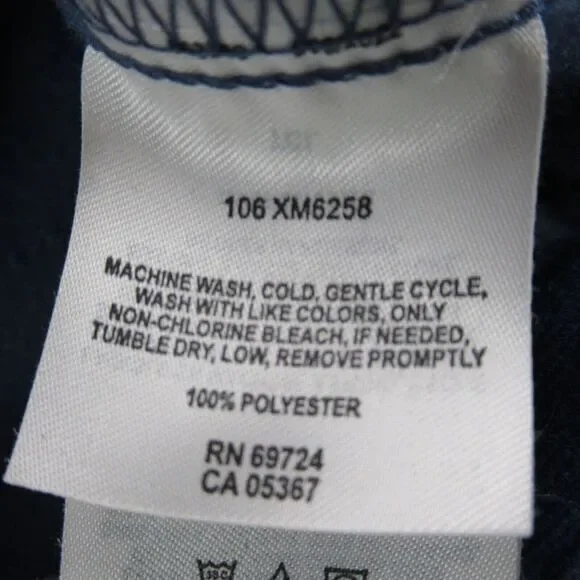 106 XM6258
MACHINE WASH, COLD, GENTLE CYCLE,
WASH WITH LIKE COLORS, ONLY
NON-CHLORINE BLEACH, IF NEEDED,
TUMBLE DRY, LOW, REMOVE PROMPTLY
100% POLYESTER
RN 69724
CA 05367
30 C